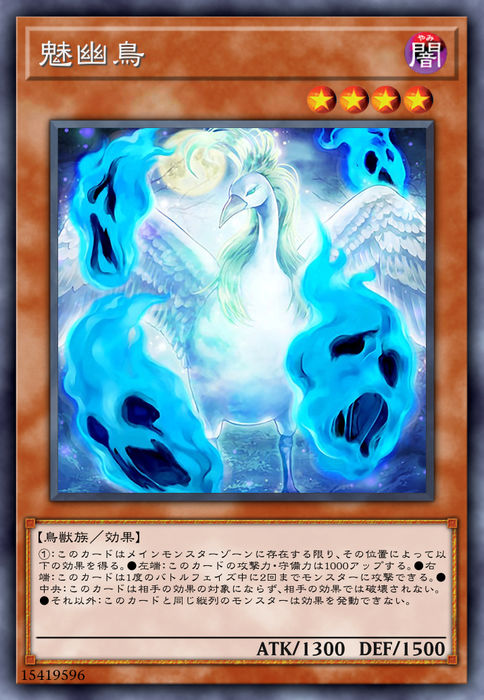 魅幽鳥
やみ
闇
【鳥獣族／効果】
①：このカードはメインモンスターゾーンに存在する限り、その位置によって以
下の効果を得る。●左端：このカードの攻撃力・守備力は1000アップする。●右
端：このカードは1度のバトルフェイズ中に2回までモンスターに攻撃できる。●
中央：このカードは相手の効果の対象にならず、相手の効果では破壊されない。
●それ以外：このカードと同じ縦列のモンスターは効果を発動できない。
ATK/1300 DEF/1500
15419596